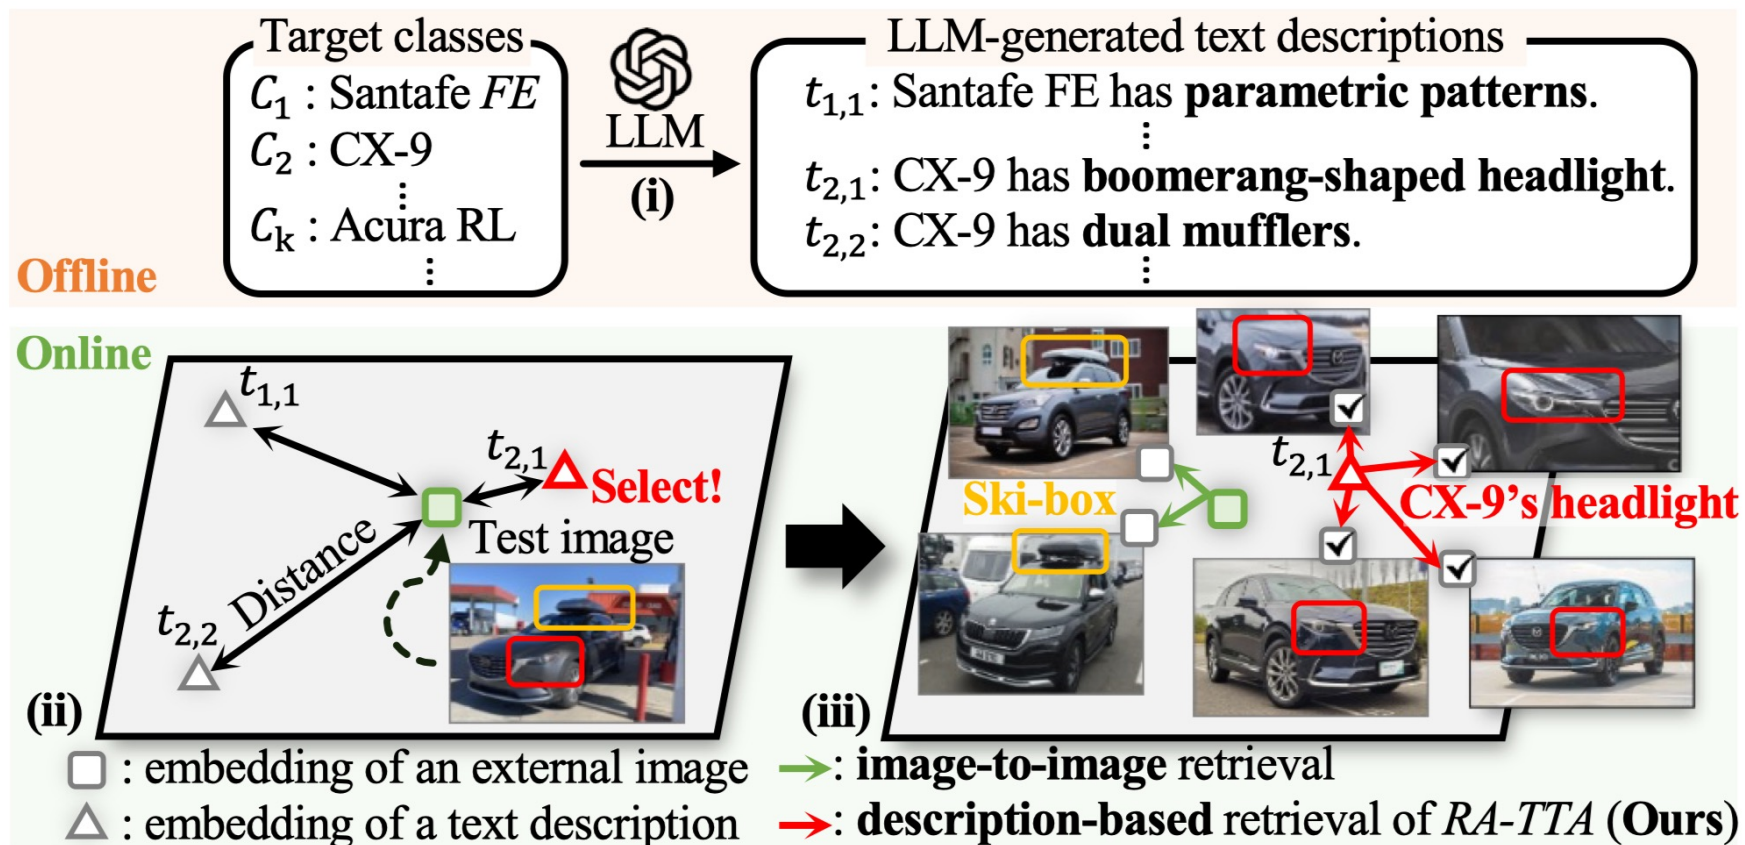 Target classes
C₁ : Santafe FE
C₂ : CX-9
⋮
Cₖ : Acura RL
⋮
LLM
(i)
LLM-generated text descriptions
t₁,₁: Santafe FE has parametric patterns.
⋮
t₂,₁: CX-9 has boomerang-shaped headlight.
t₂,₂: CX-9 has dual mufflers.
⋮
Offline
Online
t₁,₁
t₂,₁
Select!
Test image
Distance
t₂,₂
(ii)
Ski-box
t₂,₁
CX-9's headlight
(iii)
: embedding of an external image
: image-to-image retrieval
: embedding of a text description
: description-based retrieval of RA-TTA (Ours)